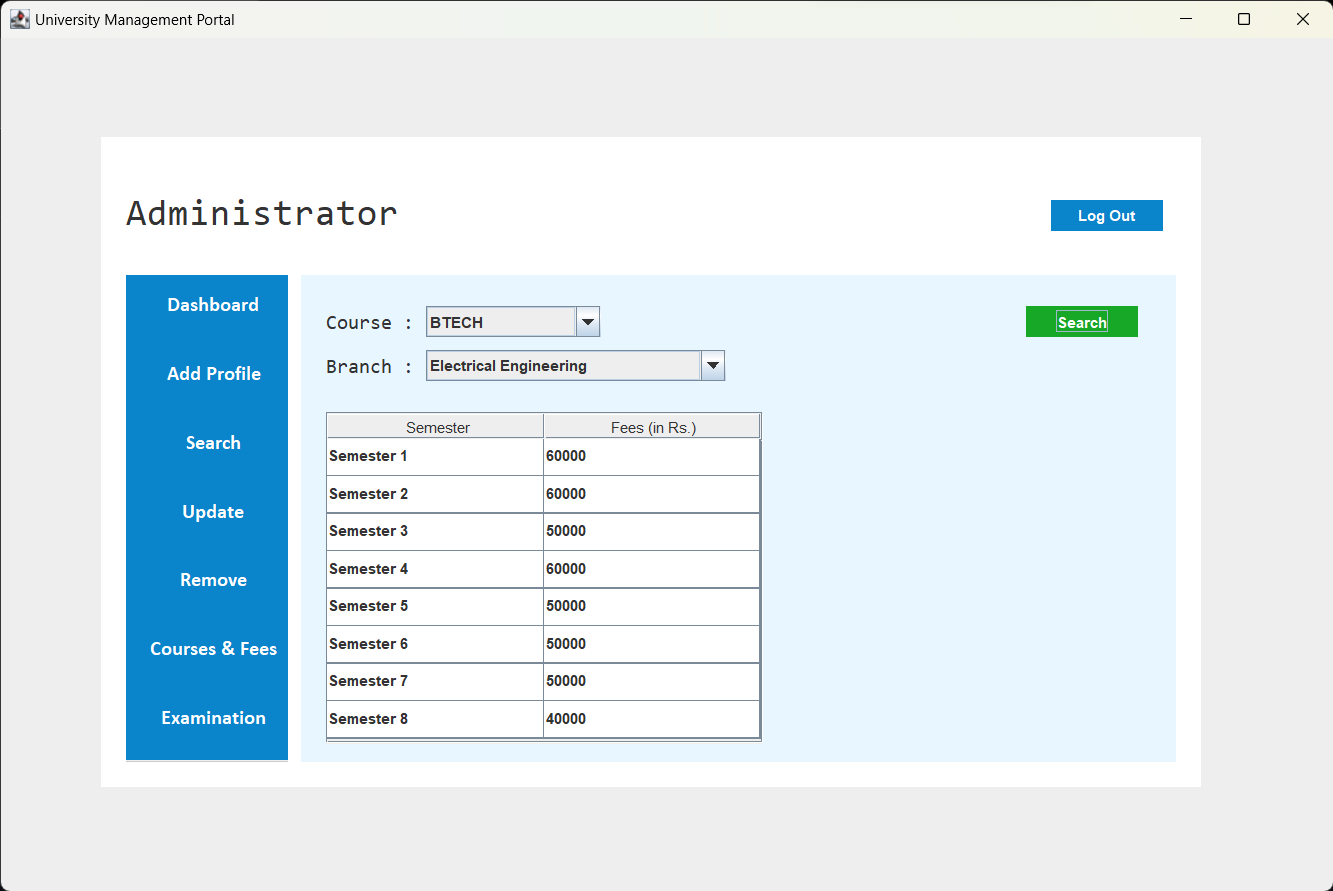 University Management Portal
Administrator
Log Out
Dashboard
Add Profile
Search
Update
Remove
Courses & Fees
Examination
Course : BTECH
Search
Branch : Electrical Engineering
Semester Fees (in Rs.)
Semester 1 60000
Semester 2 60000
Semester 3 50000
Semester 4 60000
Semester 5 50000
Semester 6 50000
Semester 7 50000
Semester 8 40000